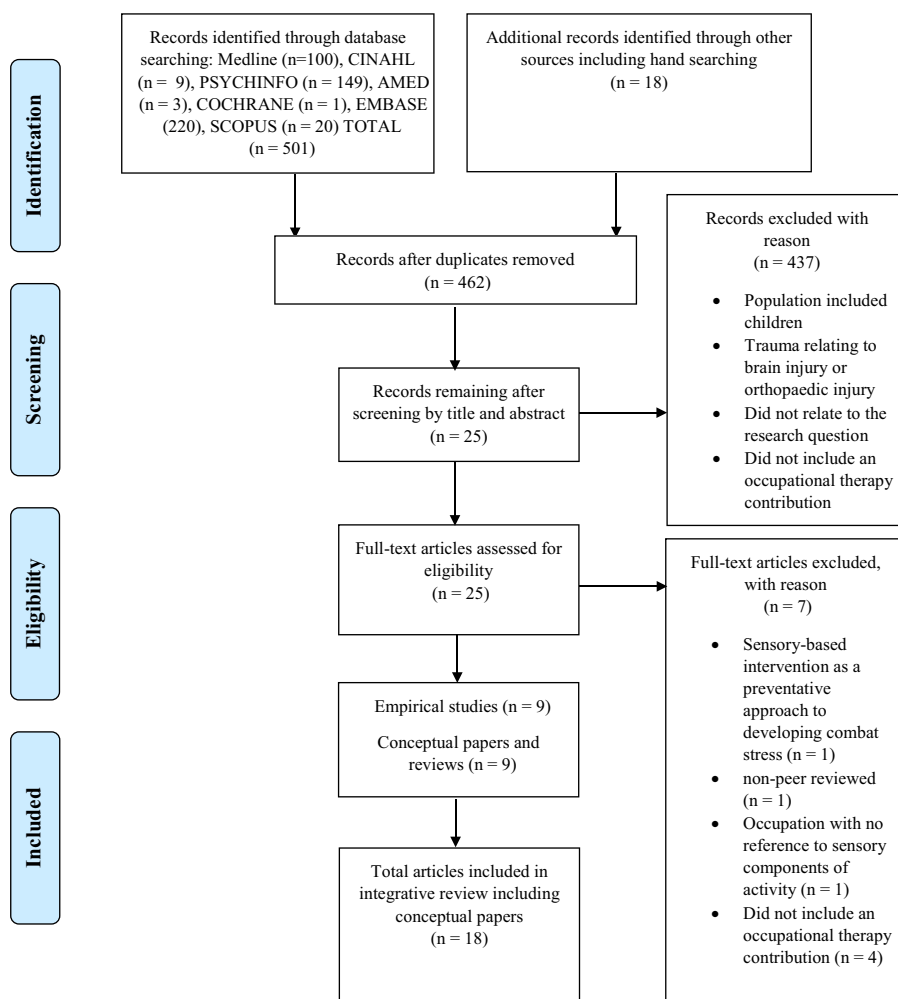 Identification
Records identified through database
searching: Medline (n=100), CINAHL
(n =  9), PSYCHINFO (n = 149), AMED
(n = 3), COCHRANE (n = 1), EMBASE
(220), SCOPUS (n = 20) TOTAL
(n = 501)
Additional records identified through other
sources including hand searching
(n = 18)
Records after duplicates removed
(n = 462)
Records excluded with
reason
(n = 437)
• Population included
children
• Trauma relating to
brain injury or
orthopaedic injury
• Did not relate to the
research question
• Did not include an
occupational therapy
contribution
Screening
Records remaining after
screening by title and abstract
(n = 25)
Eligibility
Full-text articles assessed for
eligibility
(n = 25)
Full-text articles excluded,
with reason
(n = 7)
• Sensory-based
intervention as a
preventative
approach to
developing combat
stress (n = 1)
• non-peer reviewed
(n = 1)
• Occupation with no
reference to sensory
components of
activity (n = 1)
• Did not include an
occupational therapy
contribution (n = 4)
Included
Empirical studies (n = 9)
Conceptual papers and
reviews (n = 9)
Total articles included in
integrative review including
conceptual papers
(n = 18)